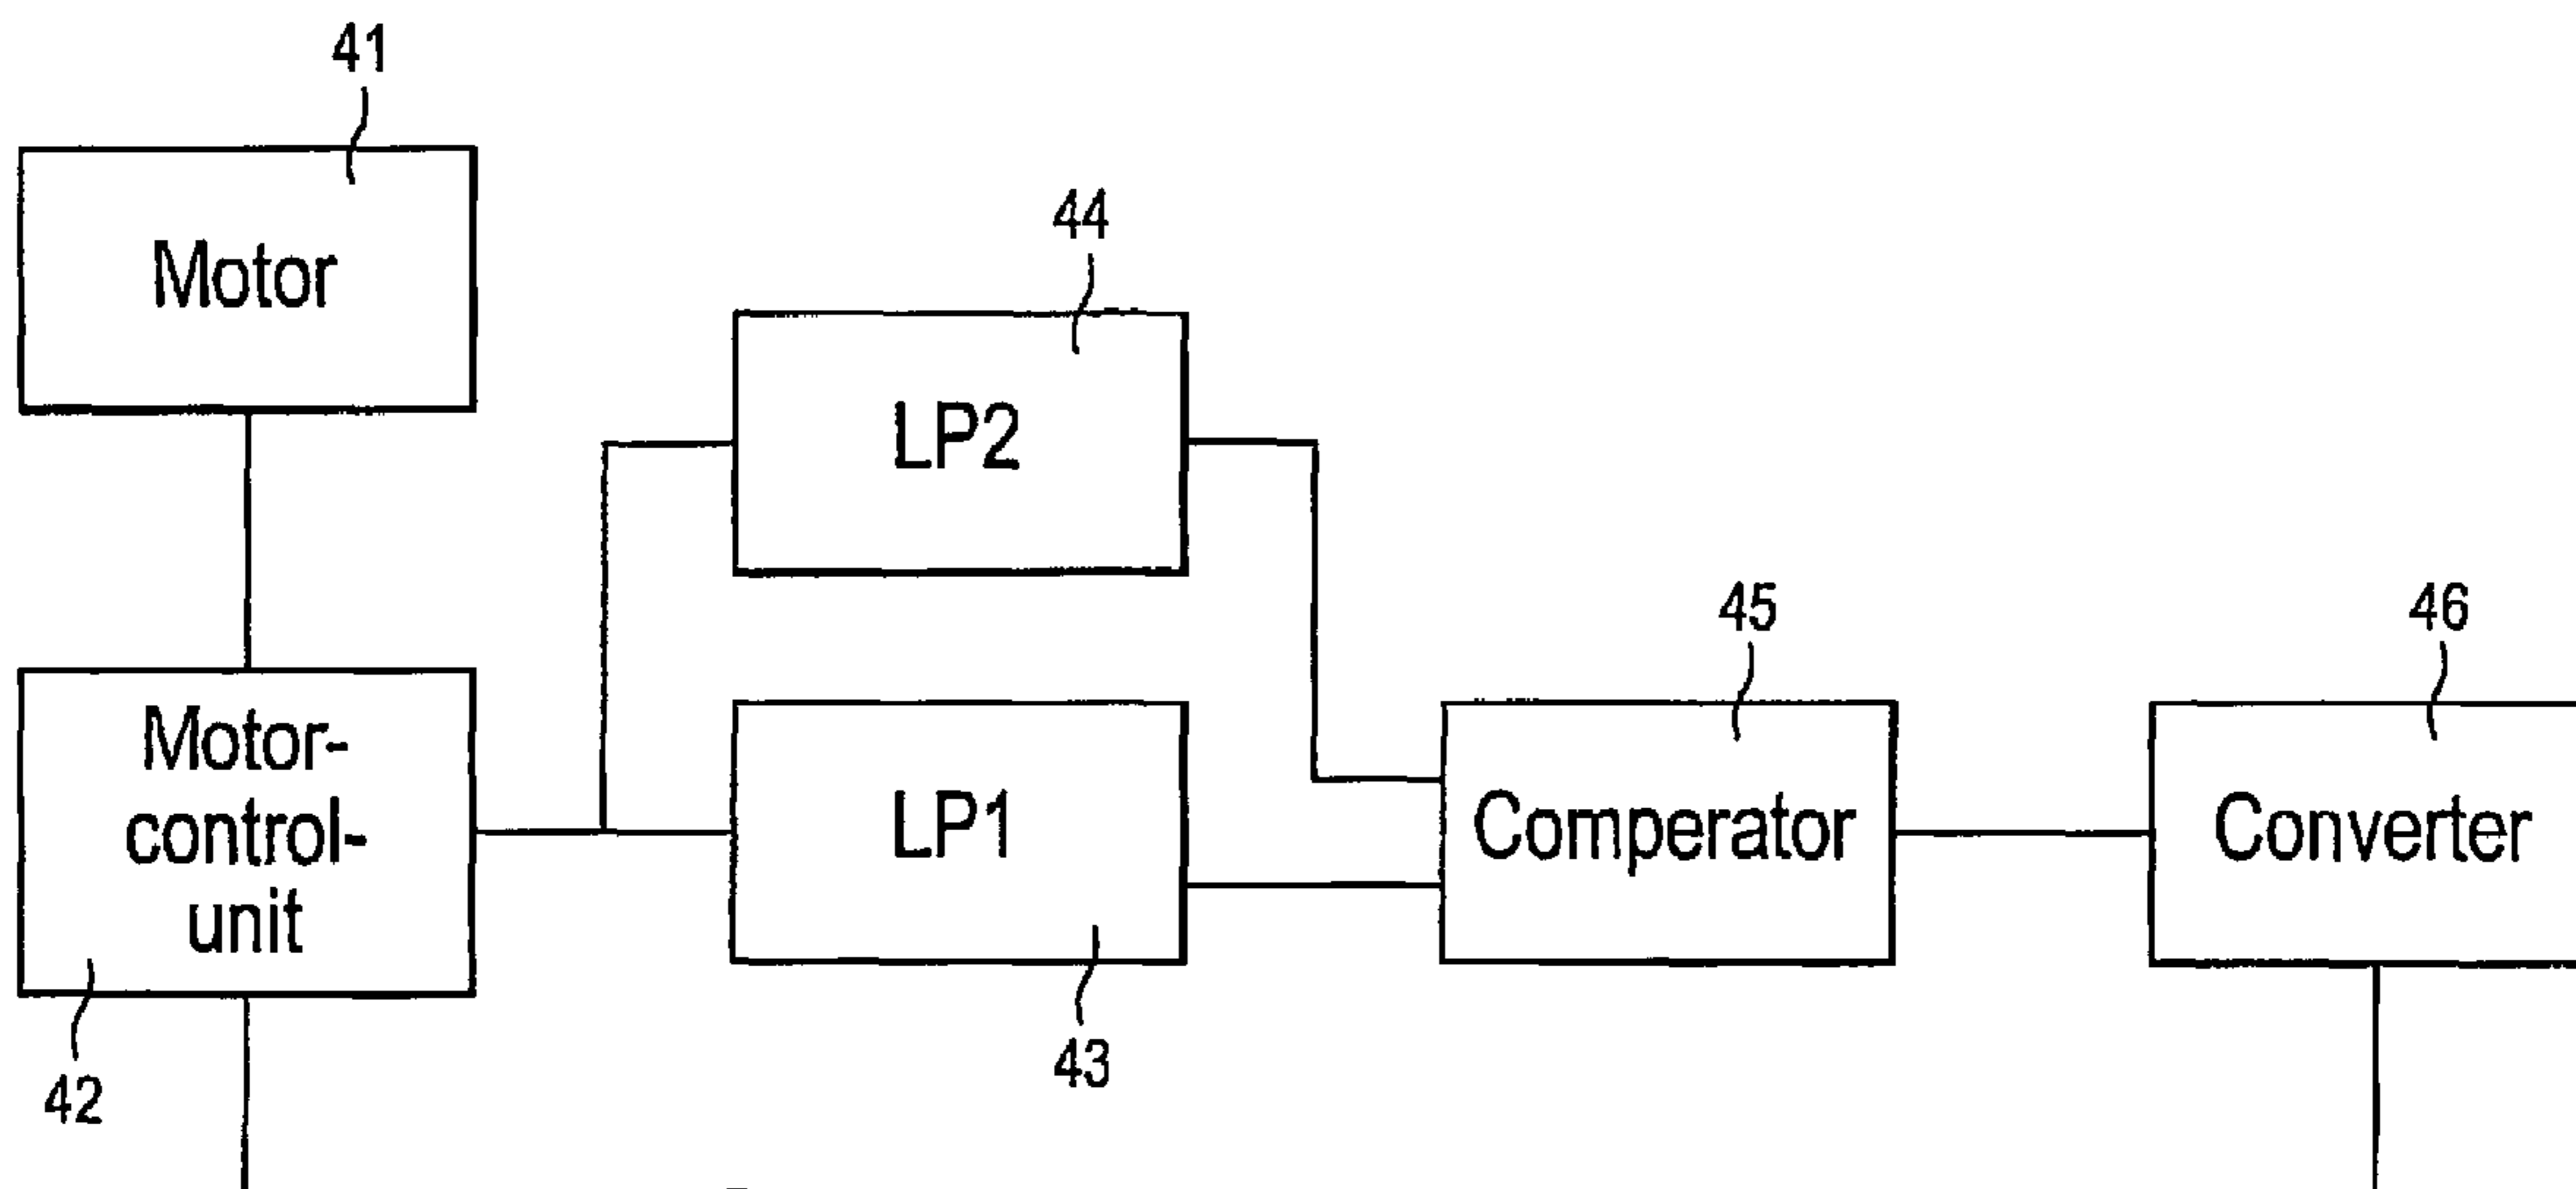 41
Motor
44
LP2
45
46
Motor-
control-
unit
LP1
Comperator
Converter
42
43